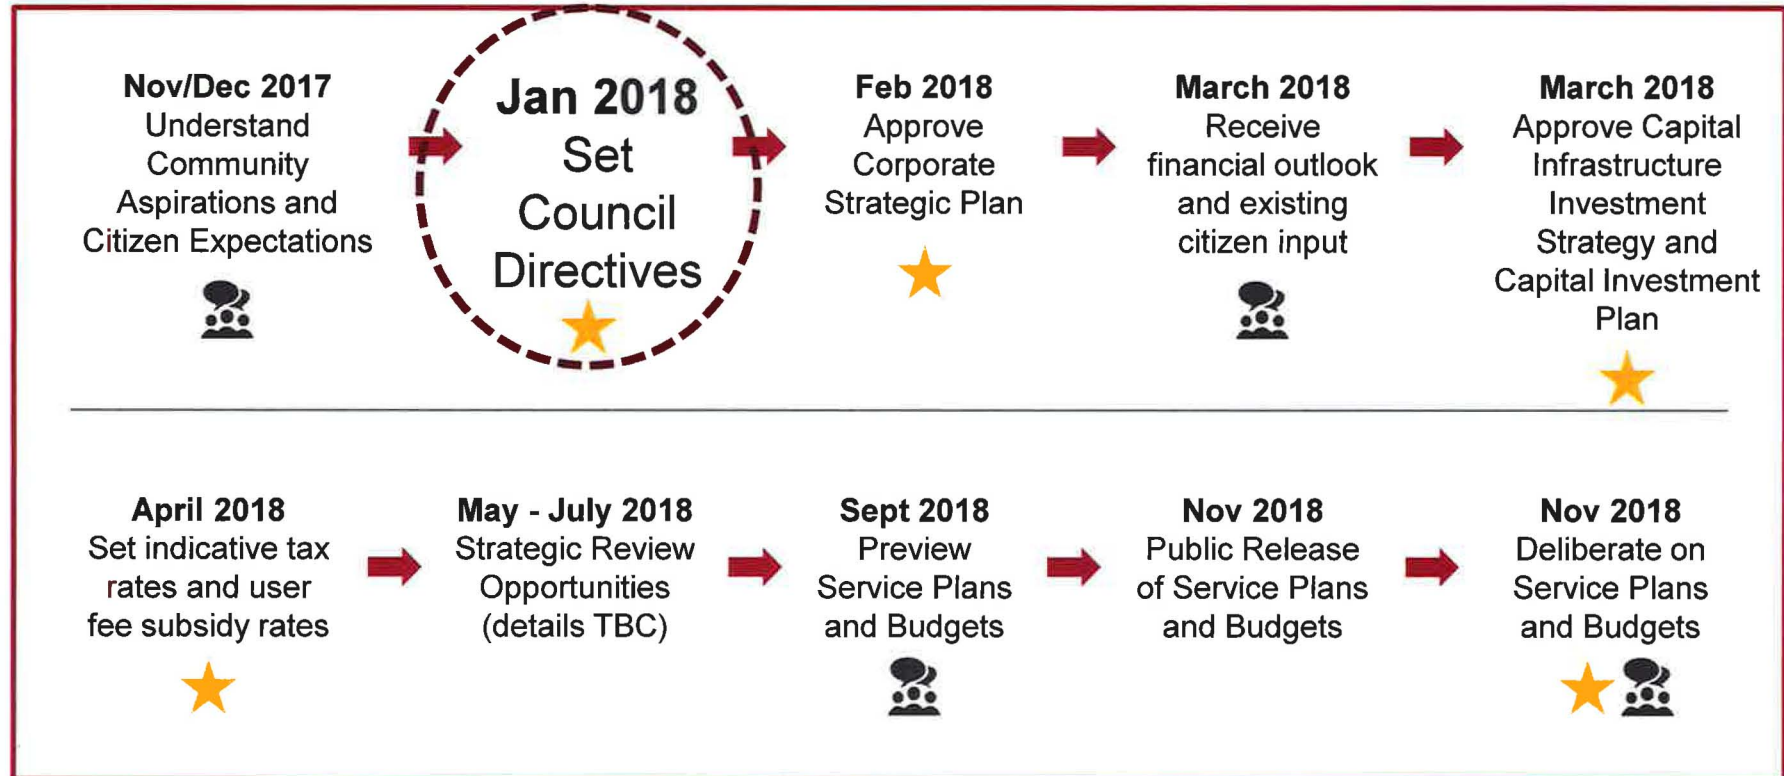 Nov/Dec 2017
Understand
Community
Aspirations and
Citizen Expectations
Jan 2018
Set
Council
Directives
Feb 2018
Approve
Corporate
Strategic Plan
March 2018
Receive
financial outlook
and existing
citizen input
March 2018
Approve Capital
Infrastructure
Investment
Strategy and
Capital Investment
Plan
April 2018
Set indicative tax
rates and user
fee subsidy rates
May - July 2018
Strategic Review
Opportunities
(details TBC)
Sept 2018
Preview
Service Plans
and Budgets
Nov 2018
Public Release
of Service Plans
and Budgets
Nov 2018
Deliberate on
Service Plans
and Budgets